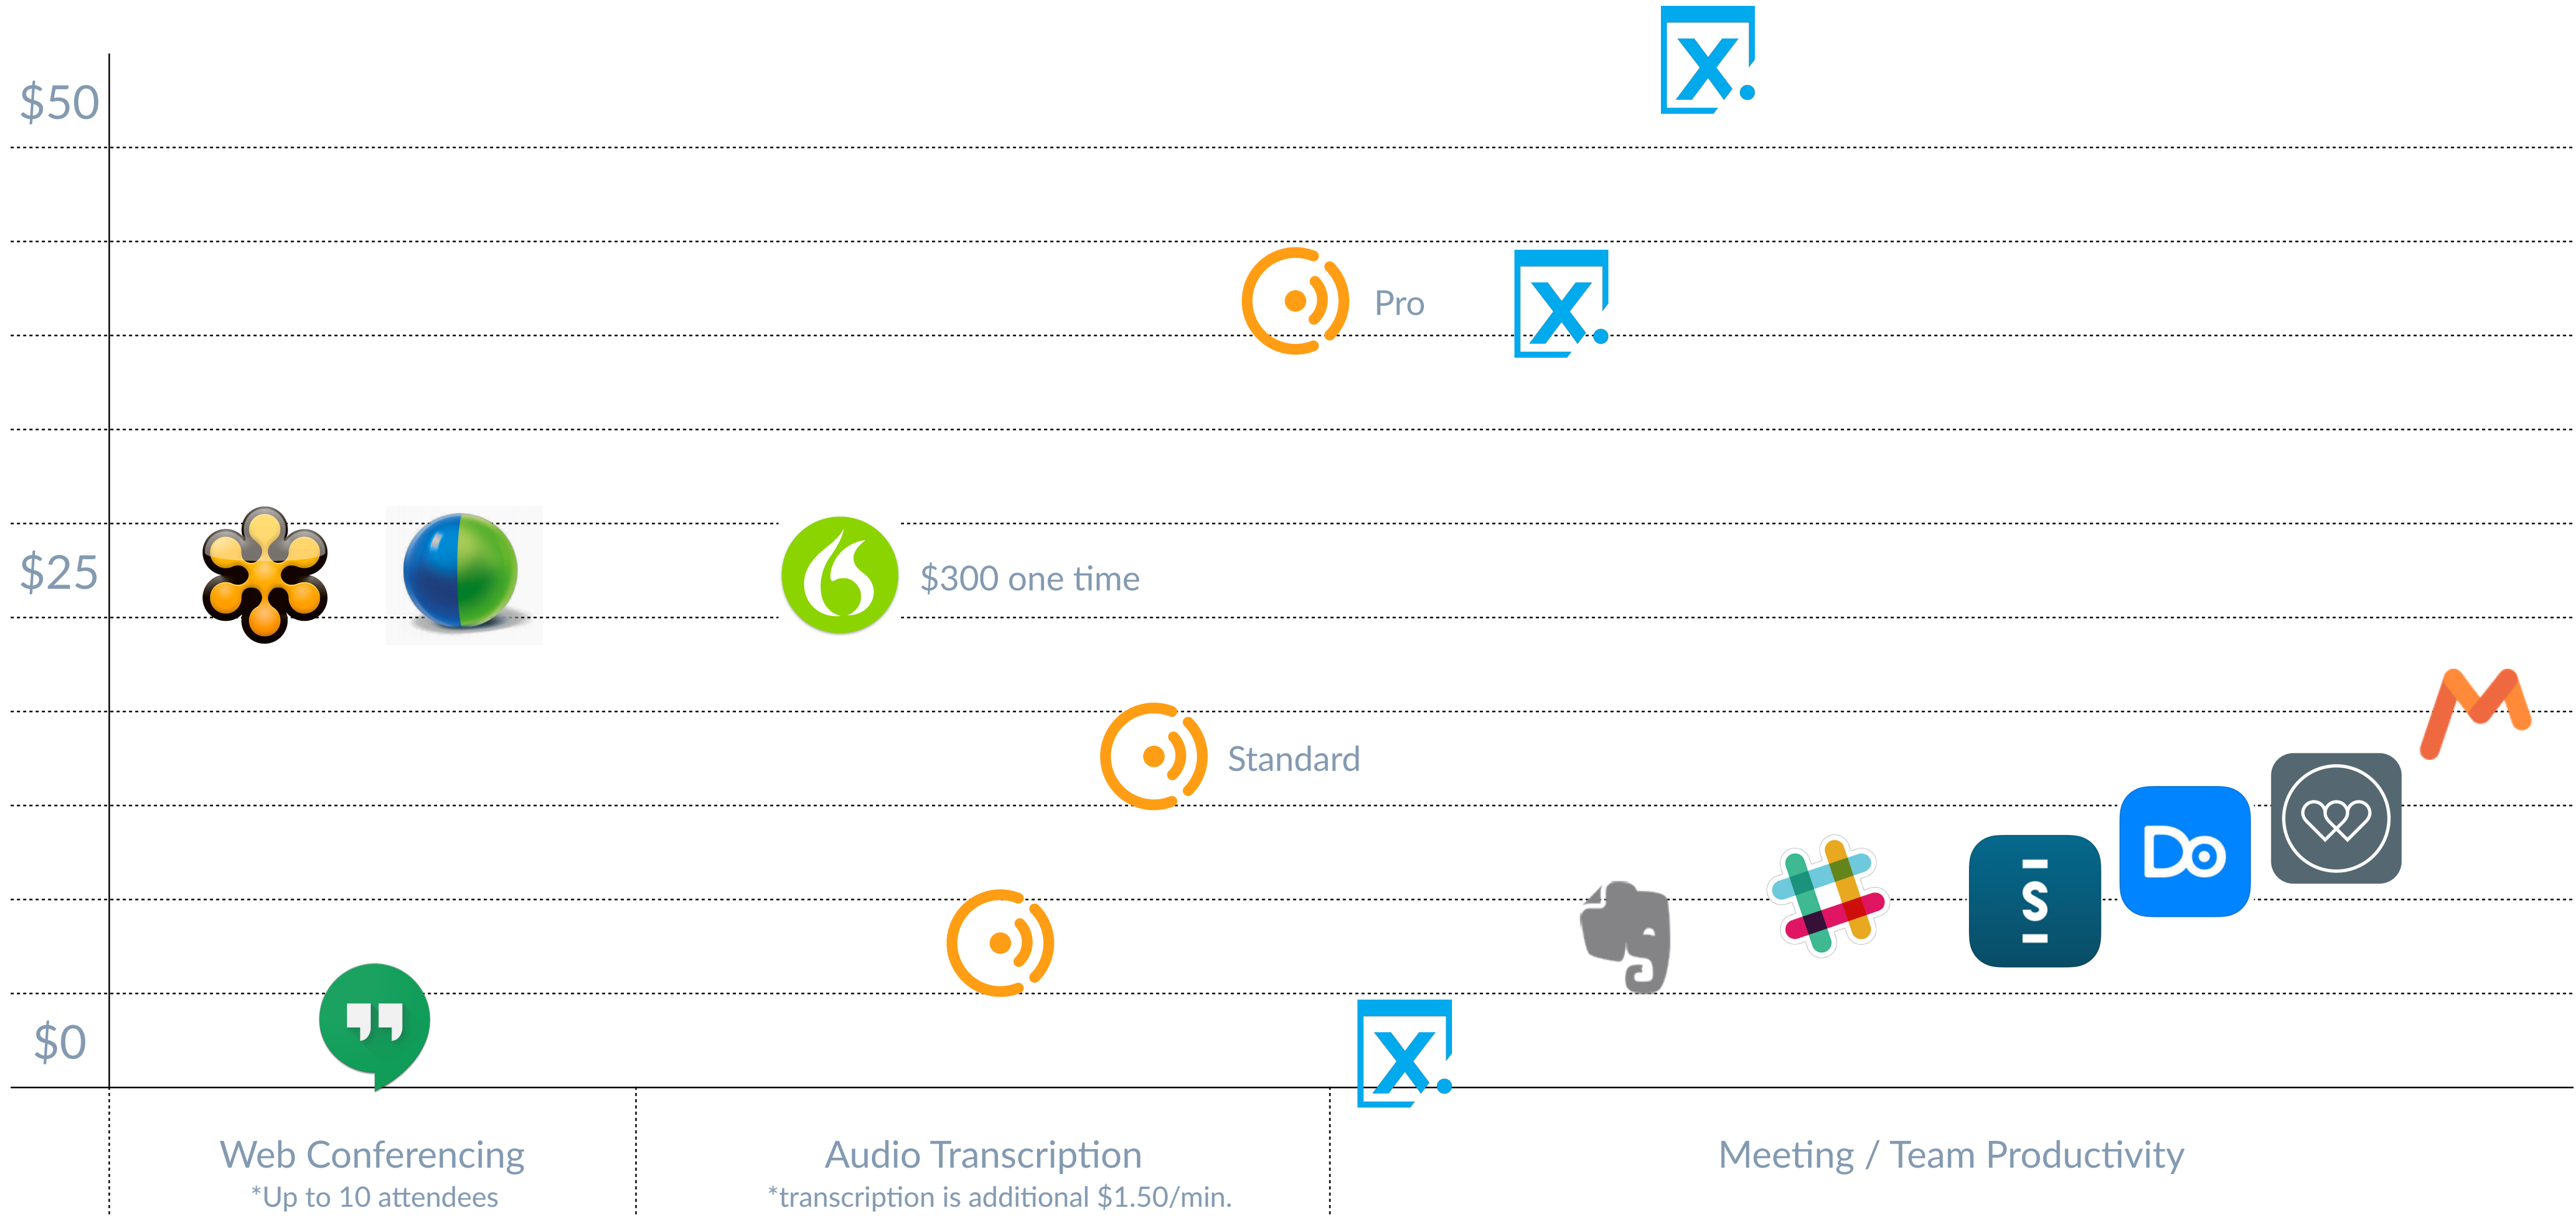 $50
X.
Pro
X.
$25
$300 one time
Standard
Do
S
$0
X.
Web Conferencing
*Up to 10 attendees
Audio Transcription
*transcription is additional $1.50/min.
Meeting / Team Productivity